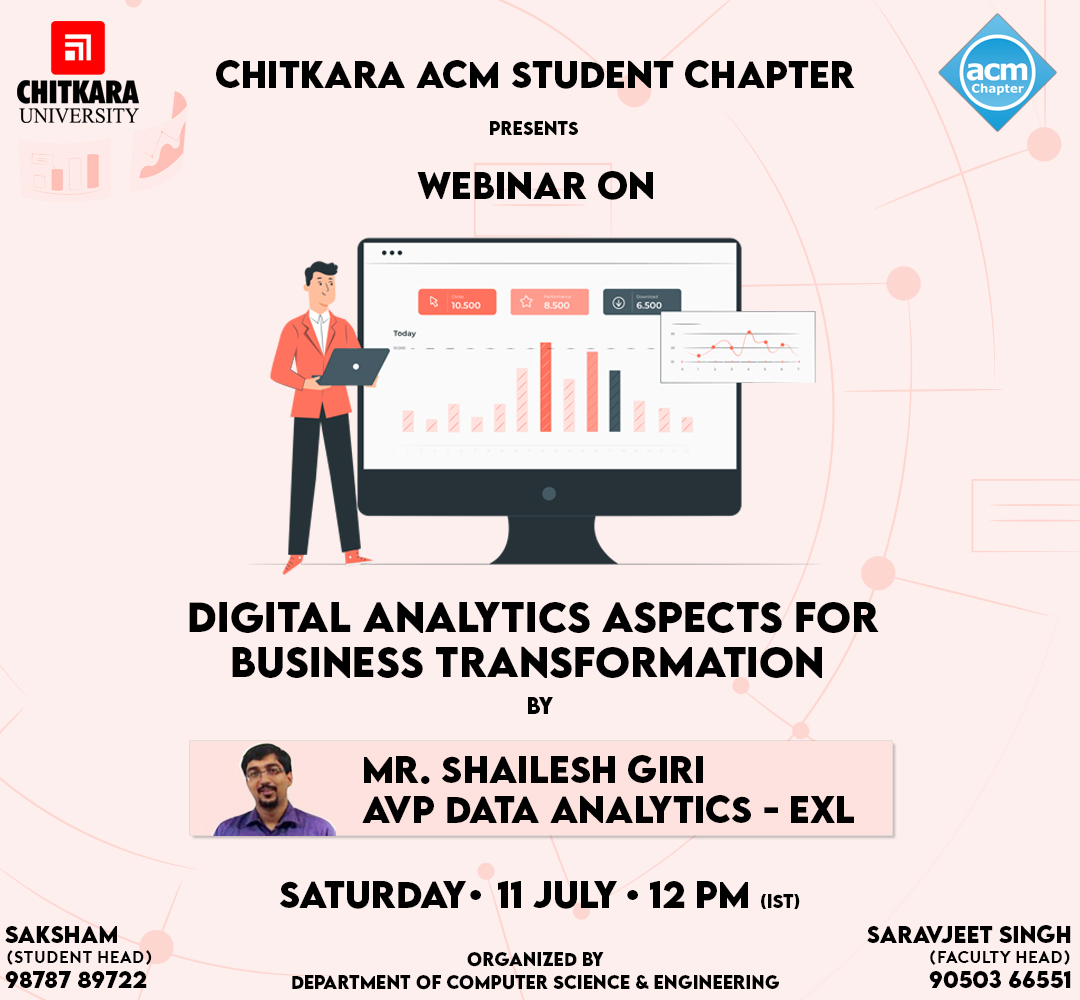 CHITKARA
UNIVERSITY
CHITKARA ACM STUDENT CHAPTER
acm
Chapter
PRESENTS
WEBINAR ON
10.500
8.500
Download
6.500
Today
DIGITAL ANALYTICS ASPECTS FOR
BUSINESS TRANSFORMATION
BY
MR. SHAILESH GIRI
AVP DATA ANALYTICS - EXL
SATURDAY • 11 JULY • 12 PM (IST)
SAKSHAM
(STUDENT HEAD)
98787 89722
ORGANIZED BY
DEPARTMENT OF COMPUTER SCIENCE & ENGINEERING
SARAVJEET SINGH
(FACULTY HEAD)
90503 66551